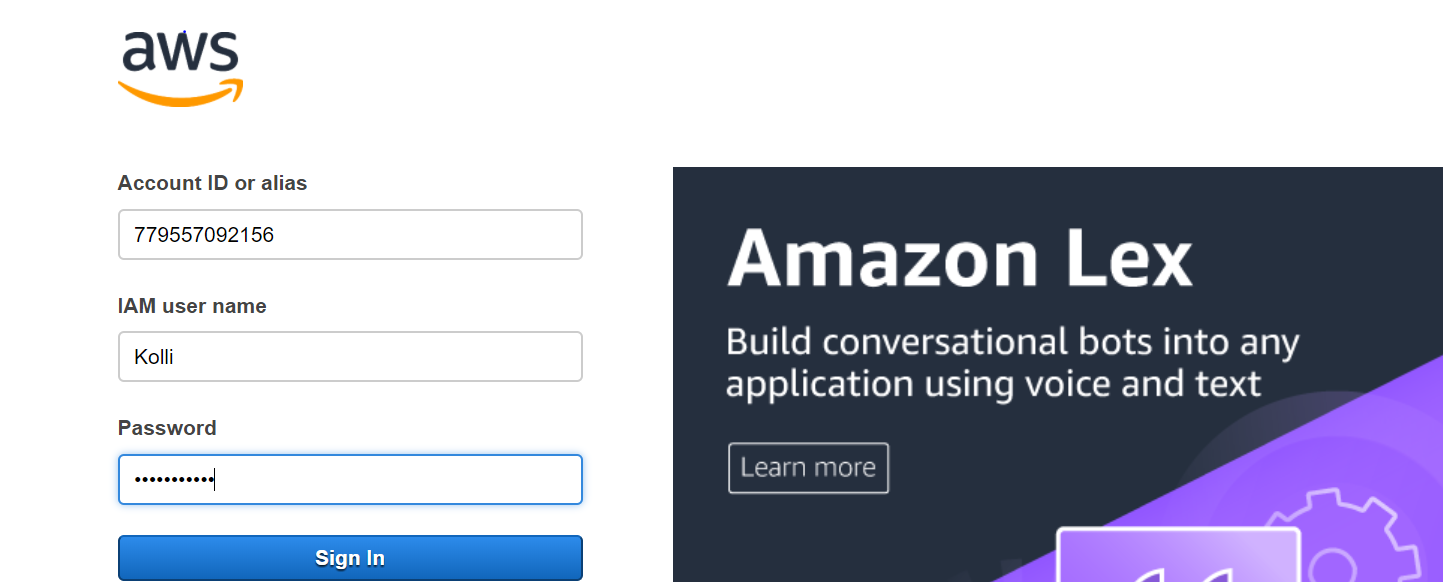 aws
Account ID or alias
779557092156
IAM user name
Kolli
Password
•••••••••••
Sign In
Amazon Lex
Build conversational bots into any
application using voice and text
Learn more